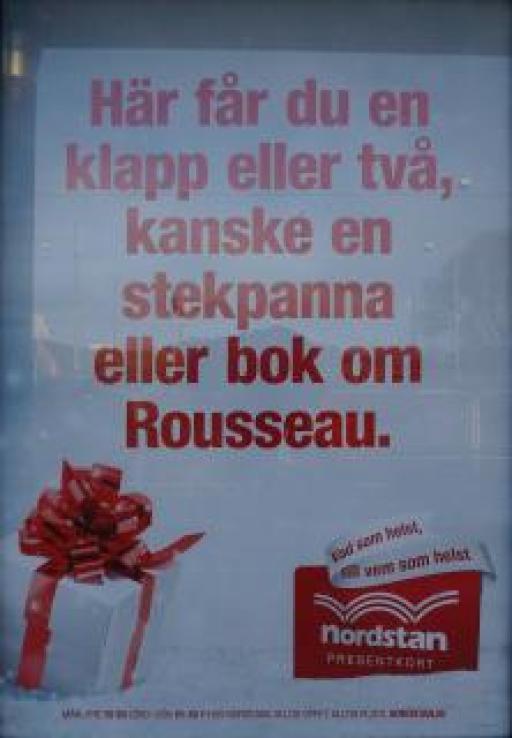 Här får du en
klapp eller två,
kanske en
stekpanna
eller bok om
Rousseau.
Vad som helst,
till vem som helst
nordstan
PRESENTKORT